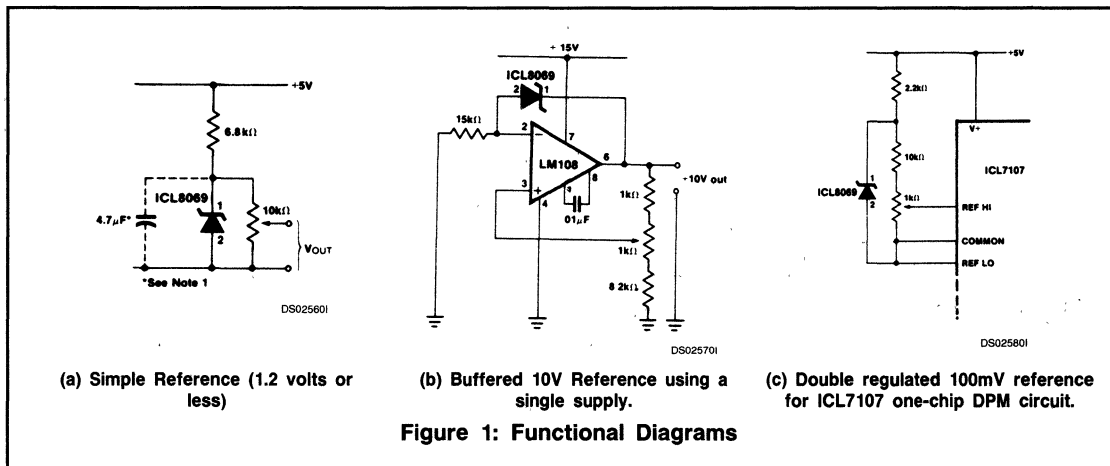 +5V
6.8kΩ
ICL8069
1
2
4.7μF*
10kΩ
VOUT
*See Note 1
DS02560I
(a) Simple Reference (1.2 volts or
less)
+ 15V
ICL8069
2
1
15kΩ
2
7
LM108
6
3
8
4
01μF
1kΩ
1kΩ
8 2kΩ
10V out
DS02570I
(b) Buffered 10V Reference using a
single supply.
+5V
2.2kΩ
V+
10kΩ
ICL7107
ICL8069
1
2
1kΩ
REF HI
COMMON
REF LO
DS02580I
(c) Double regulated 100mV reference
for ICL7107 one-chip DPM circuit.
Figure 1: Functional Diagrams